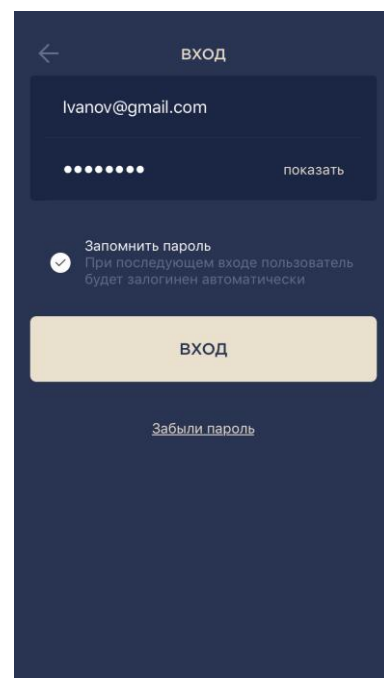 ВХОД
Ivanov@gmail.com
●●●●●●●● показать
Запомнить пароль
При последующем входе пользователь
будет залогинен автоматически
ВХОД
Забыли пароль